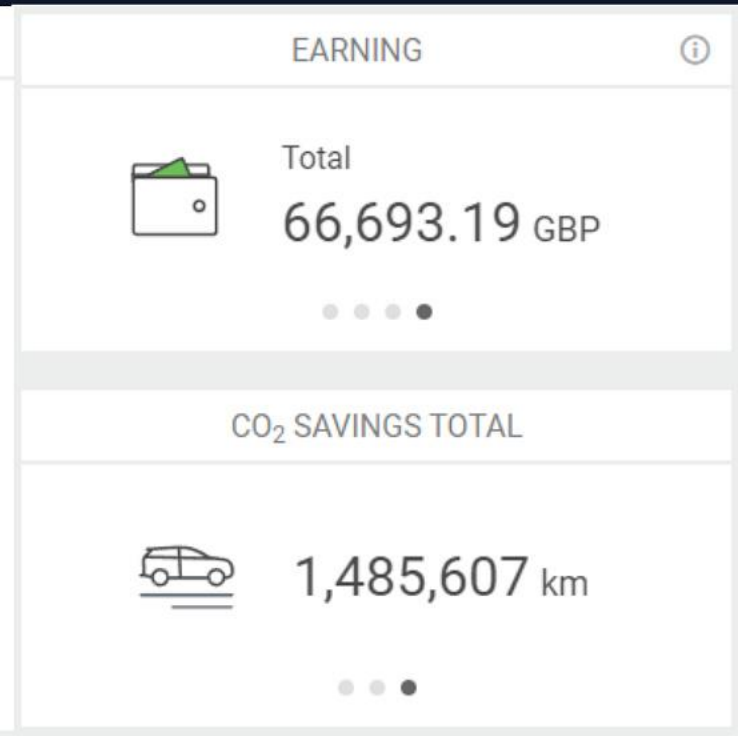 EARNING
Total
66,693.19 GBP
CO₂ SAVINGS TOTAL
1,485,607 km